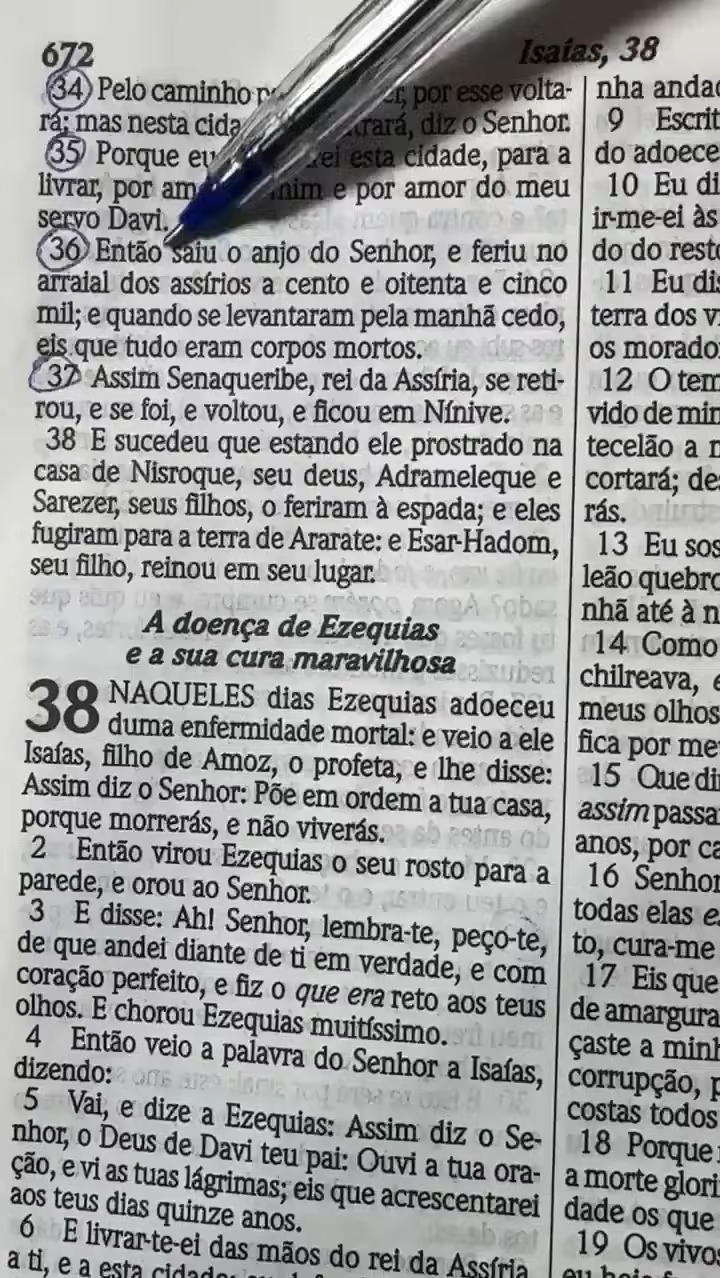 672
Isaías, 38
34 Pelo caminho por esse volta-
rá; mas nesta diz o Senhor.
35 Porque eu esta cidade, para a
livrar, por e por amor do meu
servo Davi.
36 Então saiu o anjo do Senhor, e feriu no
arraial dos assírios a cento e oitenta e cinco
mil; e quando se levantaram pela manhã cedo,
eis que tudo eram corpos mortos.
37 Assim Senaqueribe, rei da Assíria, se reti-
rou, e se foi, e voltou, e ficou em Nínive.
38 E sucedeu que estando ele prostrado na
casa de Nisroque, seu deus, Adrameleque e
Sarezer, seus filhos, o feriram à espada; e eles
fugiram para a terra de Ararate: e Esar-Hadom,
seu filho, reinou em seu lugar.
A doença de Ezequias
e a sua cura maravilhosa
38 NAQUELES dias Ezequias adoeceu
duma enfermidade mortal: e veio a ele
Isaías, filho de Amoz, o profeta, e lhe disse:
Assim diz o Senhor: Põe em ordem a tua casa,
porque morrerás, e não viverás.
2 Então virou Ezequias o seu rosto para a
parede, e orou ao Senhor.
3 E disse: Ah! Senhor, lembra-te, peço-te,
de que andei diante de ti em verdade, e com
coração perfeito, e fiz o que era reto aos teus
olhos. E chorou Ezequias muitíssimo.
4 Então veio a palavra do Senhor a Isaías,
dizendo:
5 Vai, e dize a Ezequias: Assim diz o Se-
nhor, o Deus de Davi teu pai: Ouvi a tua ora-
ção, e vi as tuas lágrimas; eis que acrescentarei
aos teus dias quinze anos.
6 E livrar-te-ei das mãos do rei da Assíria
a ti, e a esta
nha
9 Escrit
do adoece
10 Eu di
ir-me-ei às
do do resto
11 Eu dis
terra dos v
os morado
12 O tem
vido de min
tecelão a
cortará; de
rás.
13 Eu sos
leão quebr
nhã até à n
14 Como
chilreava,
meus olhos
fica por me
15 Que di
assim passa
anos, por ca
16 Senhor
todas elas e
to, cura-me
17 Eis que
de amargura
çaste a minh
corrupção, p
costas todos
18 Porque
a morte glori
dade os que
19 Os vivos